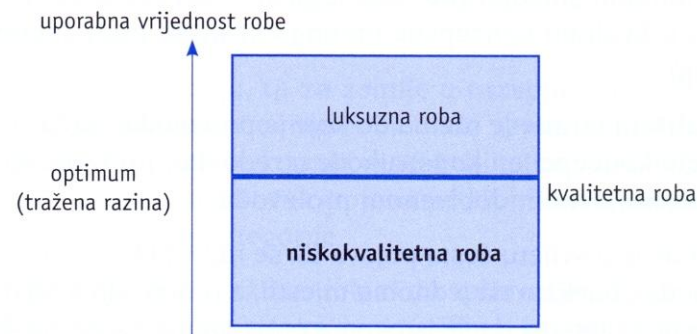 uporabna vrijednost robe
luksuzna roba
optimum
(tražena razina)
kvalitetna roba
niskokvalitetna roba